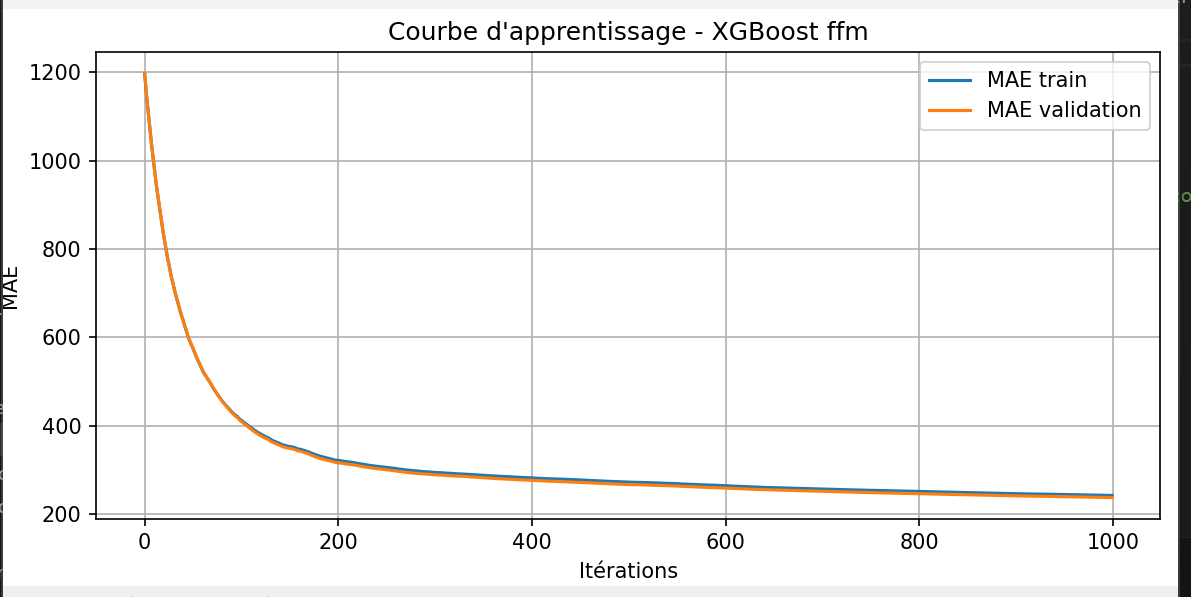 Courbe d'apprentissage - XGBoost ffm
MAE train
MAE validation
1200
1000
800
600
400
200
MAE
0 200 400 600 800 1000
Itérations